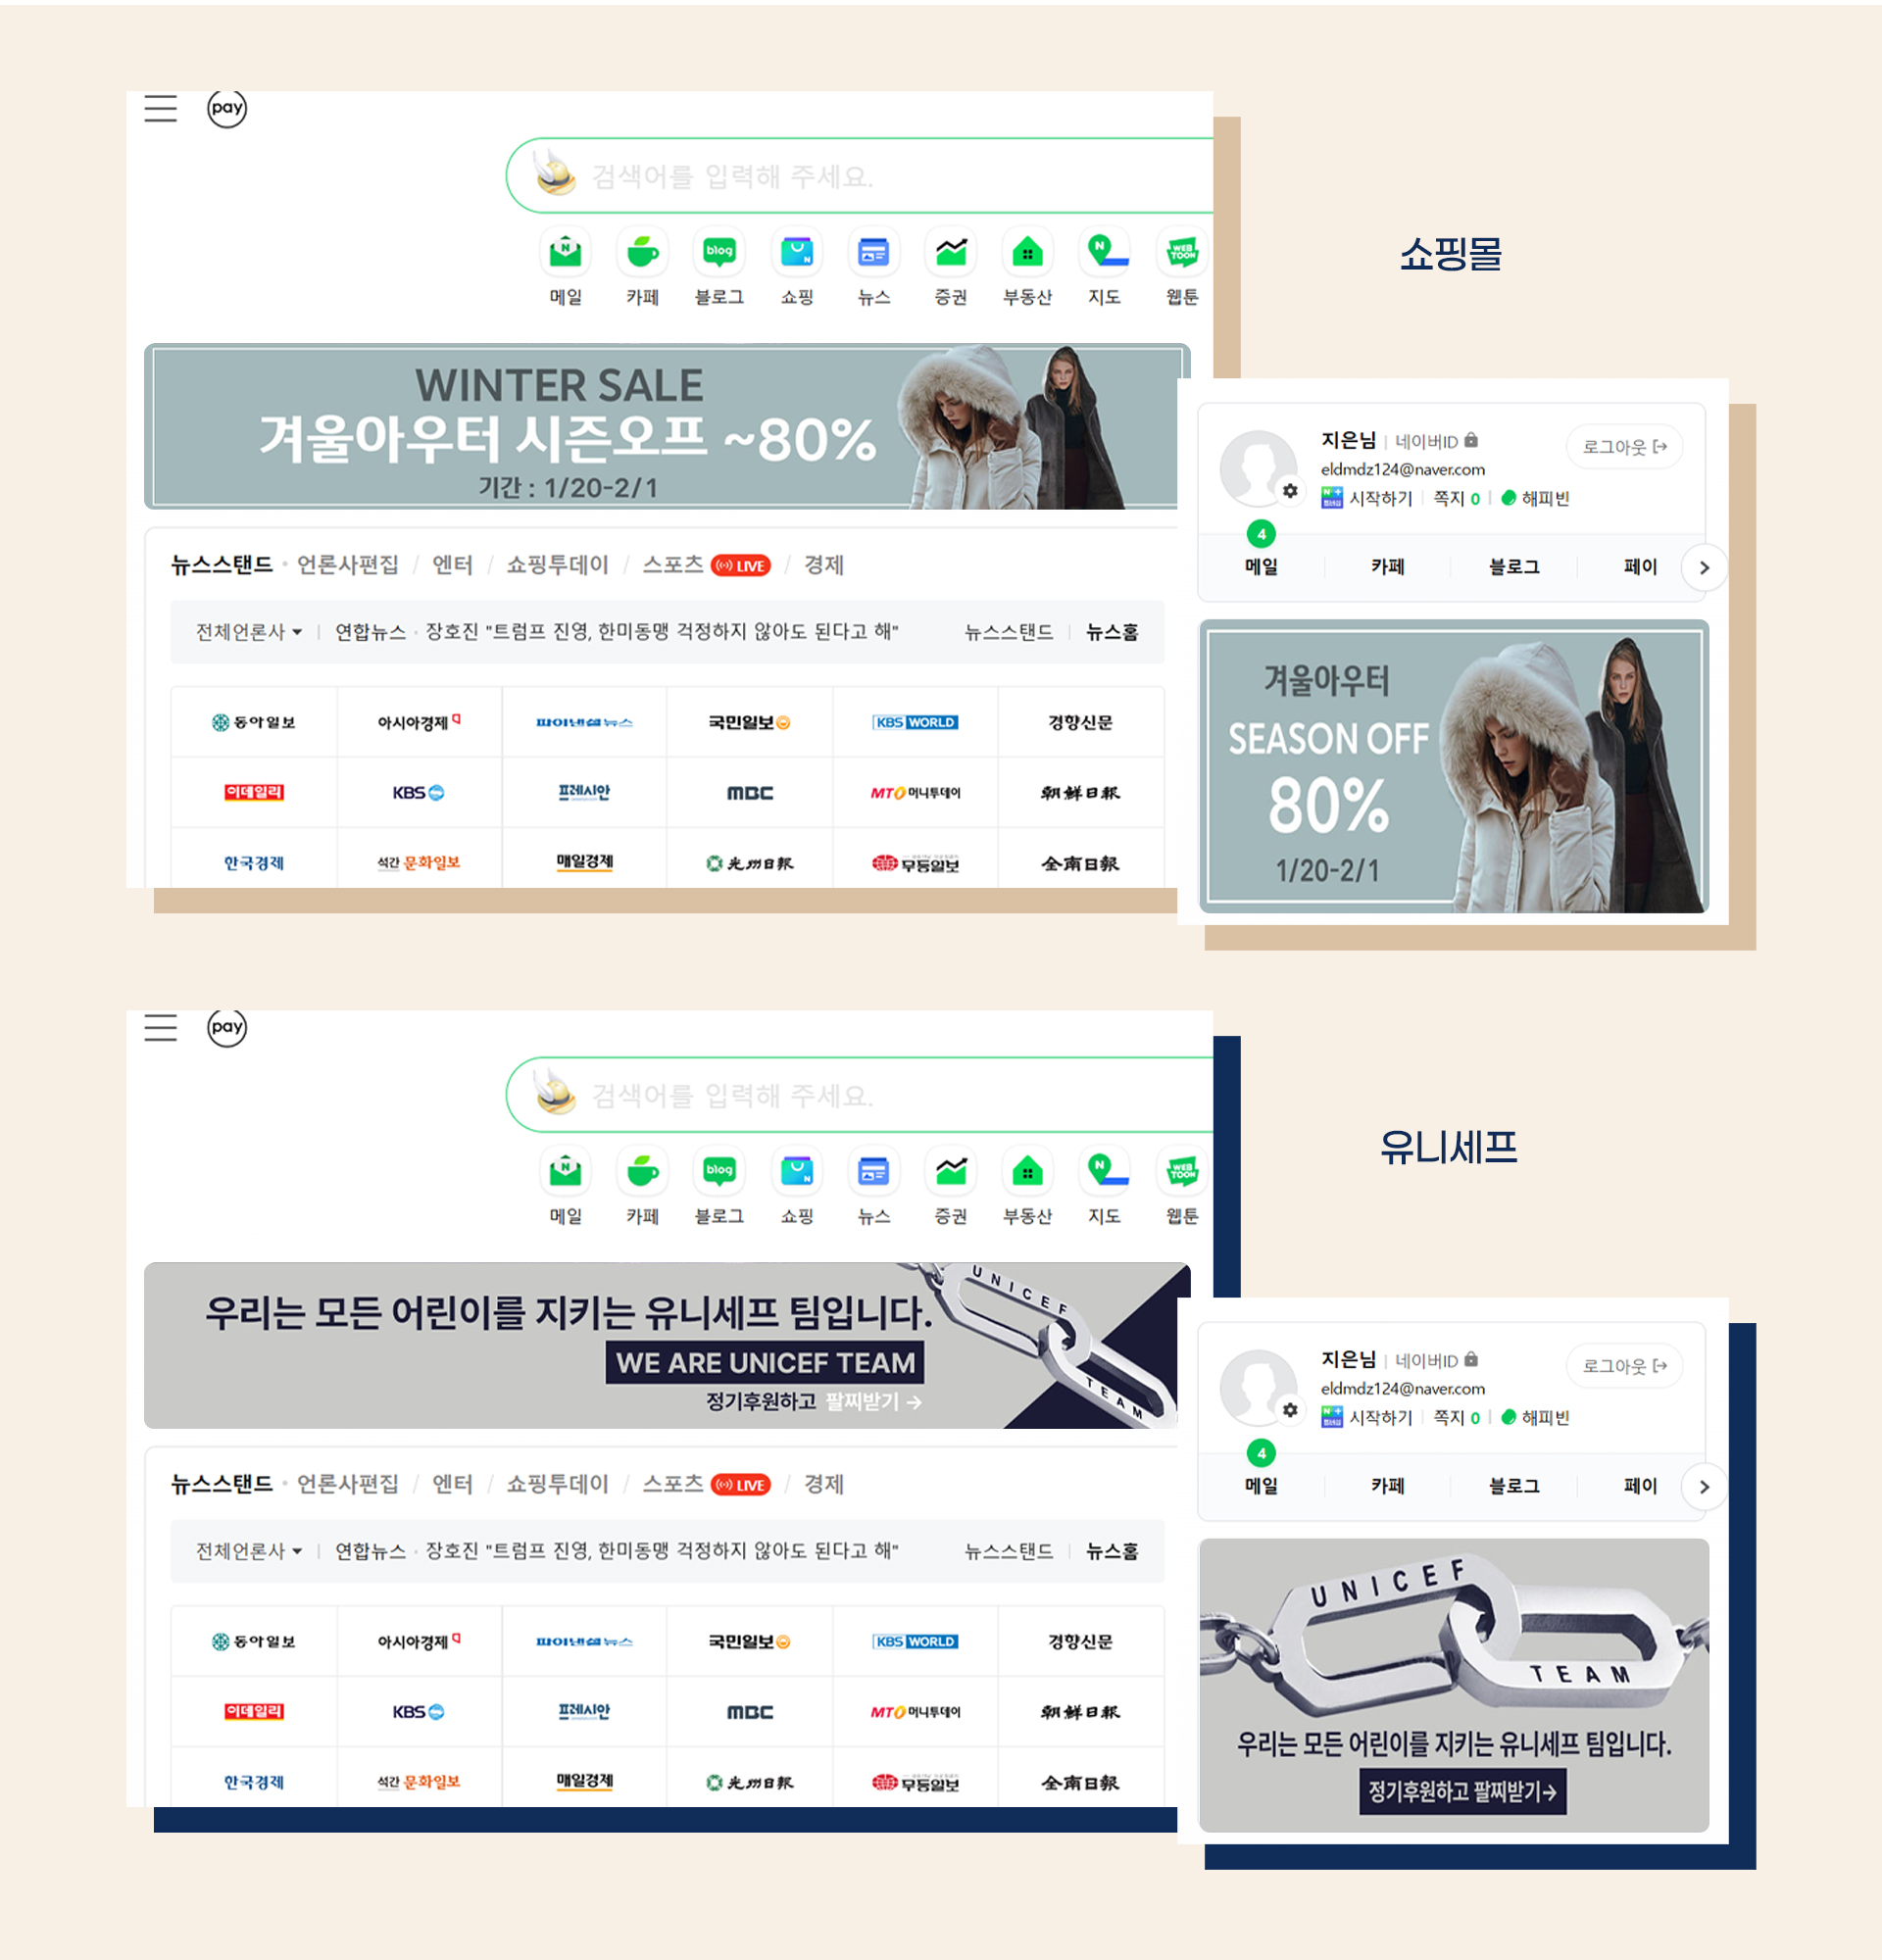 pay
검색어를 입력해 주세요.
N
blog
N
N
WEB
TOON
메일 카페 블로그 쇼핑 뉴스 증권 부동산 지도 웹툰
쇼핑몰
WINTER SALE
겨울아우터 시즌오프 ~80%
기간 : 1/20-2/1
뉴스스탠드 · 언론사편집 / 엔터 / 쇼핑투데이 / 스포츠 LIVE / 경제
전체언론사 | 연합뉴스 · 장호진 "트럼프 진영, 한미동맹 걱정하지 않아도 된다고 해" 뉴스스탠드 | 뉴스홈
동아일보 아시아경제 파이낸셜뉴스 국민일보 KBS WORLD 경향신문
이데일리 KBS 프레시안 MBC MTO 머니투데이 朝鮮日報
한국경제 석간 문화일보 매일경제 光州日報 무등일보 全南日報
지은님 | 네이버ID
로그아웃
eldmdz124@naver.com
N+ 멤버십 시작하기 | 쪽지 0 | 해피빈
4
메일 카페 블로그 페이
겨울아우터
SEASON OFF
80%
1/20-2/1
pay
검색어를 입력해 주세요.
N
blog
N
N
WEB
TOON
메일 카페 블로그 쇼핑 뉴스 증권 부동산 지도 웹툰
유니세프
우리는 모든 어린이를 지키는 유니세프 팀입니다.
WE ARE UNICEF TEAM
정기후원하고 팔찌받기 →
UNICEF
TEAM
뉴스스탠드 · 언론사편집 / 엔터 / 쇼핑투데이 / 스포츠 LIVE / 경제
전체언론사 | 연합뉴스 · 장호진 "트럼프 진영, 한미동맹 걱정하지 않아도 된다고 해" 뉴스스탠드 | 뉴스홈
동아일보 아시아경제 파이낸셜뉴스 국민일보 KBS WORLD 경향신문
이데일리 KBS 프레시안 MBC MTO 머니투데이 朝鮮日報
한국경제 석간 문화일보 매일경제 光州日報 무등일보 全南日報
지은님 | 네이버ID
로그아웃
eldmdz124@naver.com
N+ 멤버십 시작하기 | 쪽지 0 | 해피빈
4
메일 카페 블로그 페이
UNICEF
TEAM
우리는 모든 어린이를 지키는 유니세프 팀입니다.
정기후원하고 팔찌받기→